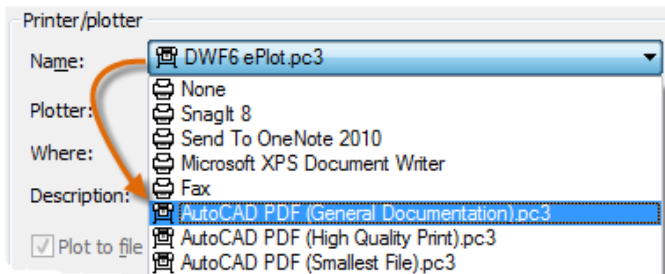 Printer/plotter
Name: DWF6 ePlot.pc3
None
Plotter: SnagIt 8
Send To OneNote 2010
Where: Microsoft XPS Document Writer
Fax
Description: AutoCAD PDF (General Documentation).pc3
Plot to file AutoCAD PDF (High Quality Print).pc3
AutoCAD PDF (Smallest File).pc3